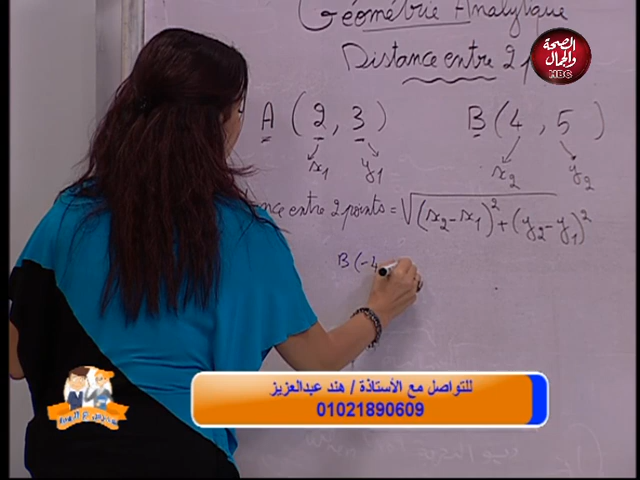 Géométrie Analytique
Distance entre 2
الصحة
والجمال
HBC
A ( 2 , 3 )
B ( 4 , 5 )
x₁ y₁
x₂ y₂
entre 2 points = √(x₂-x₁)² + (y₂-y₁)²
B (-4
للتواصل مع الأستاذة / هند عبدالعزيز
01021890609